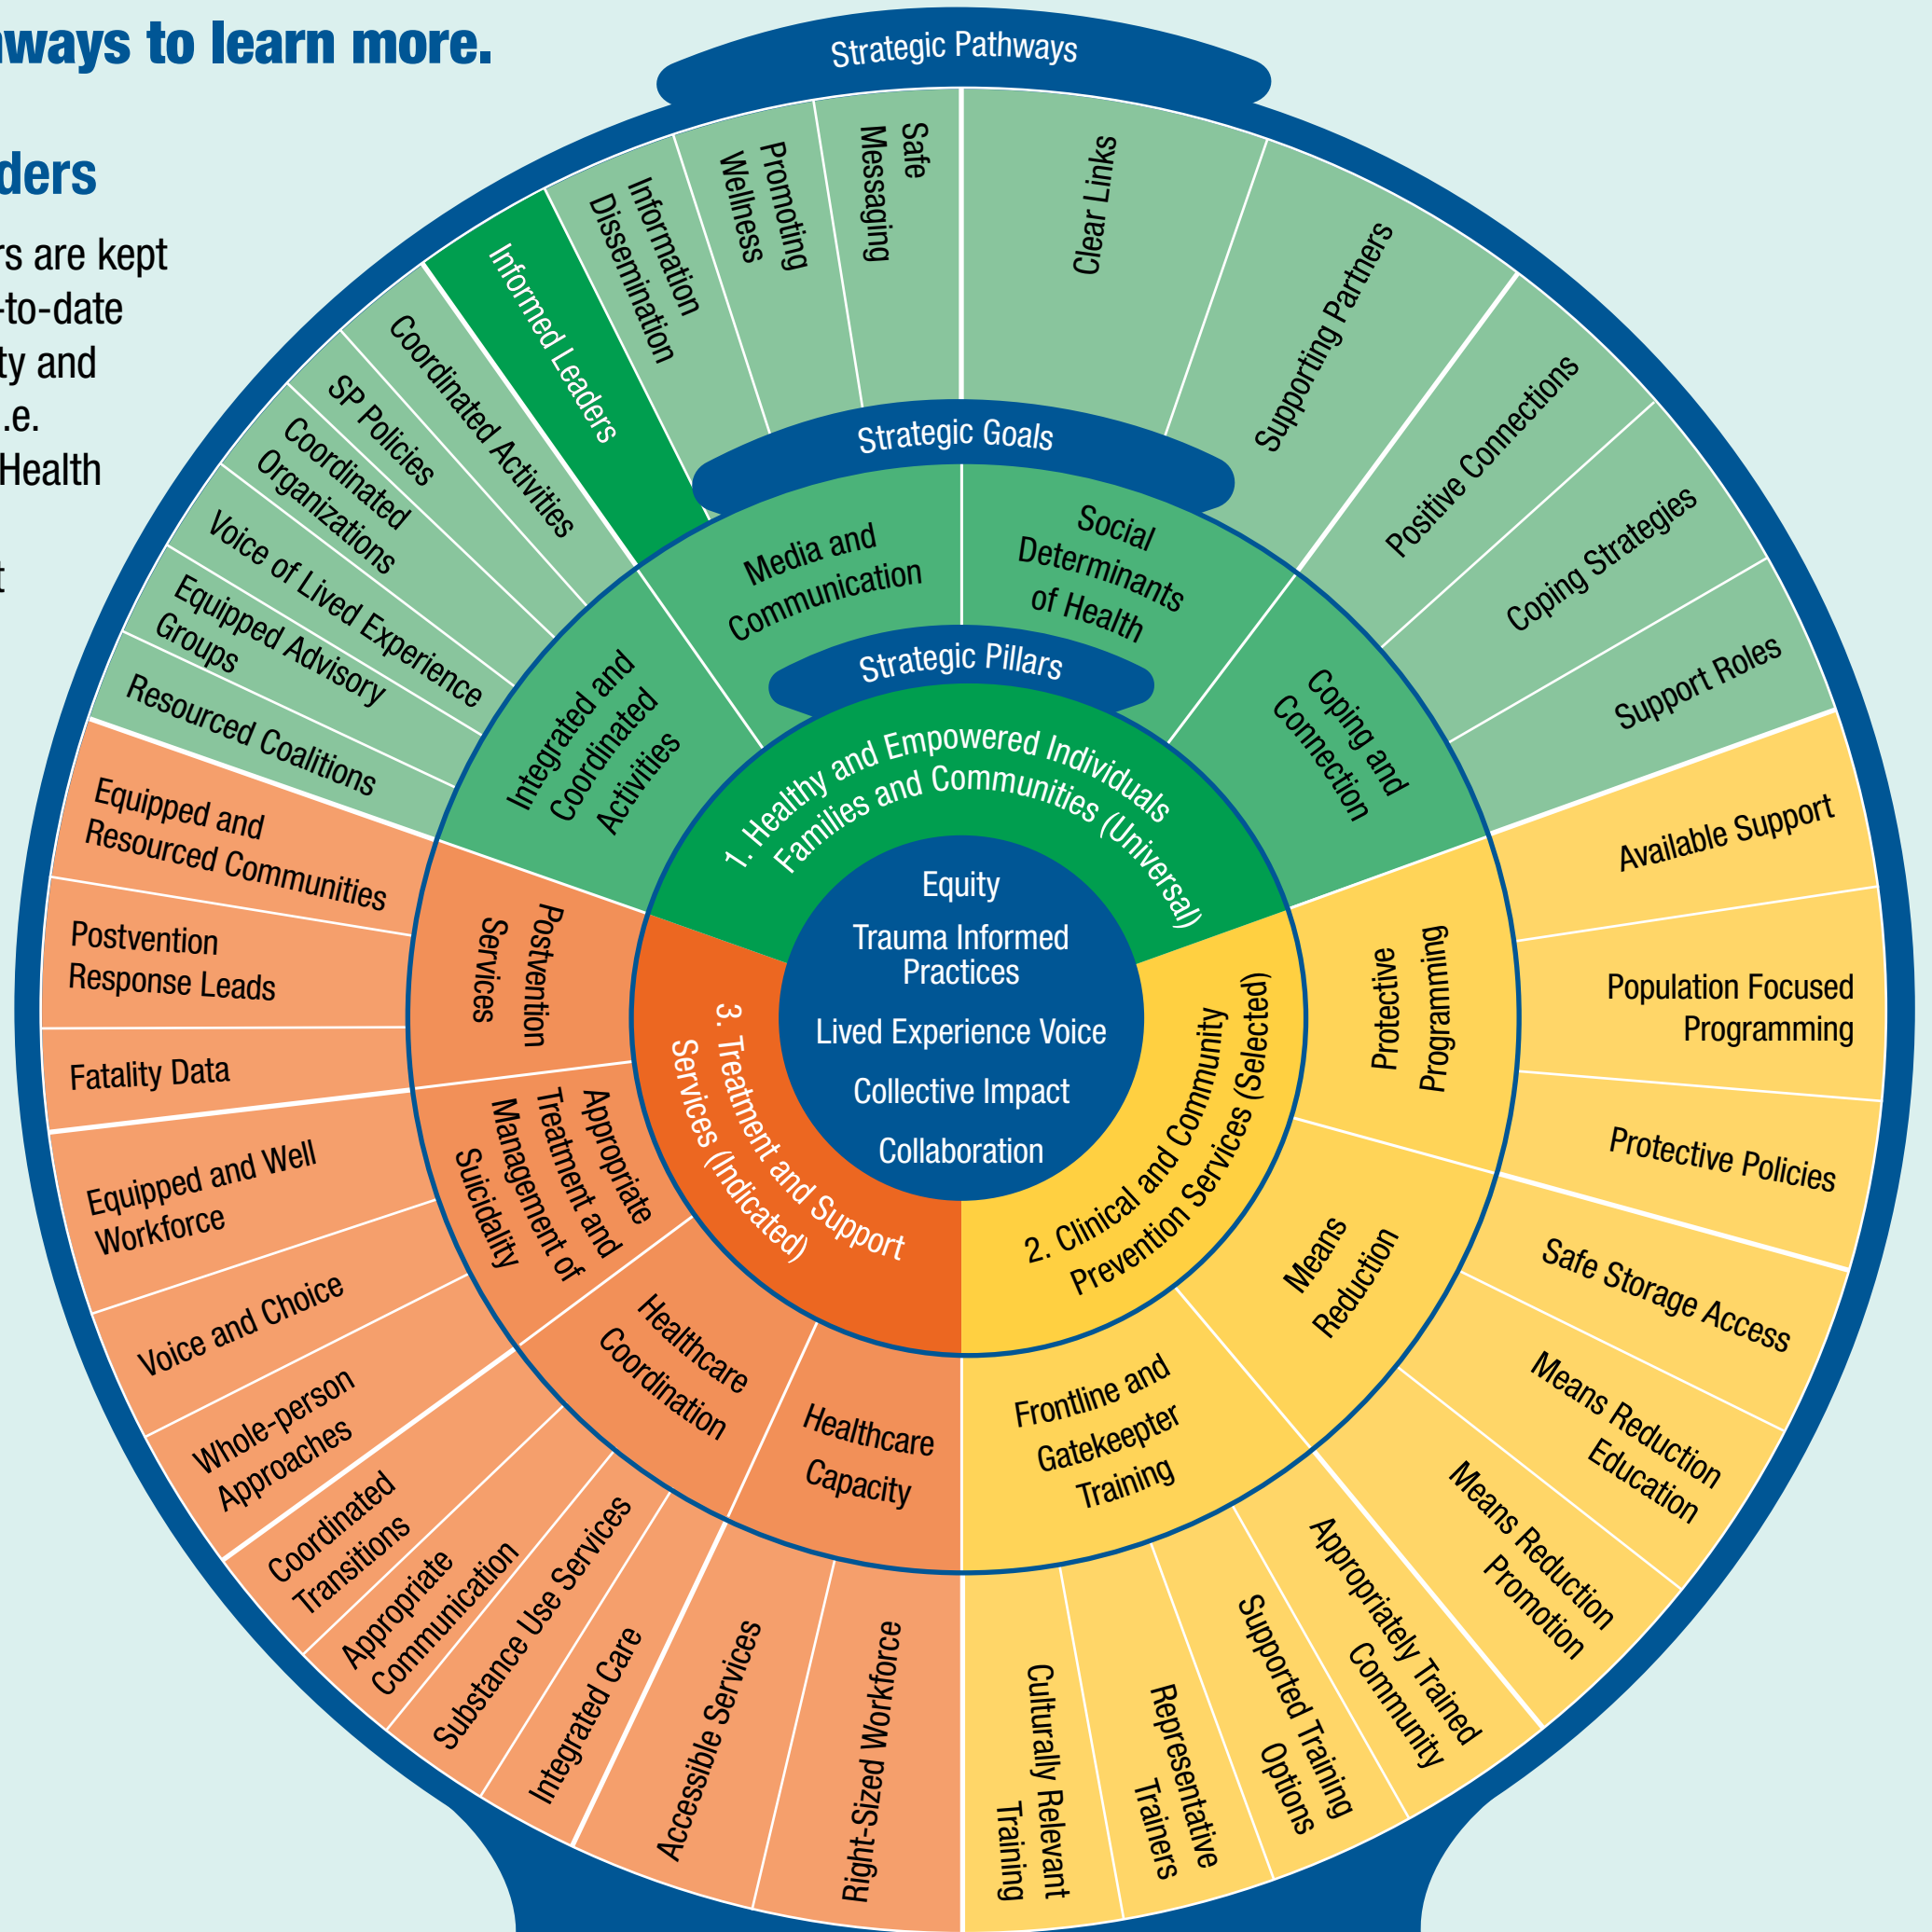 ways to learn more.
ders
rs are kept
-to-date
ty and
.e.
Health
t
Strategic Pathways
Informed Leaders
Information
Dissemination
Promoting
Wellness
Safe
Messaging
Clear Links
Supporting Partners
Positive Connections
Coping Strategies
Support Roles
Available Support
Population Focused
Programming
Protective Policies
Safe Storage Access
Means Reduction
Education
Means Reduction
Promotion
Appropriately Trained
Community
Supported Training
Options
Representative
Trainers
Culturally Relevant
Training
Right-Sized Workforce
Accessible Services
Integrated Care
Substance Use Services
Appropriate
Communication
Coordinated
Transitions
Whole-person
Approaches
Voice and Choice
Equipped and Well
Workforce
Fatality Data
Postvention
Response Leads
Equipped and
Resourced Communities
Resourced Coalitions
Equipped Advisory
Groups
Voice of Lived Experience
Coordinated
Organizations
SP Policies
Coordinated Activities
Strategic Goals
Media and
Communication
Social
Determinants
of Health
Coping and
Connection
Protective
Programming
Means
Reduction
Frontline and
Gatekeepter
Training
Healthcare
Capacity
Healthcare
Coordination
Appropriate
Treatment and
Management of
Suicidality
Postvention
Services
Integrated and
Coordinated
Activities
Strategic Pillars
1. Healthy and Empowered Individuals
Families and Communities (Universal)
2. Clinical and Community
Prevention Services (Selected)
3. Treatment and Support
Services (Indicated)
Equity
Trauma Informed
Practices
Lived Experience Voice
Collective Impact
Collaboration